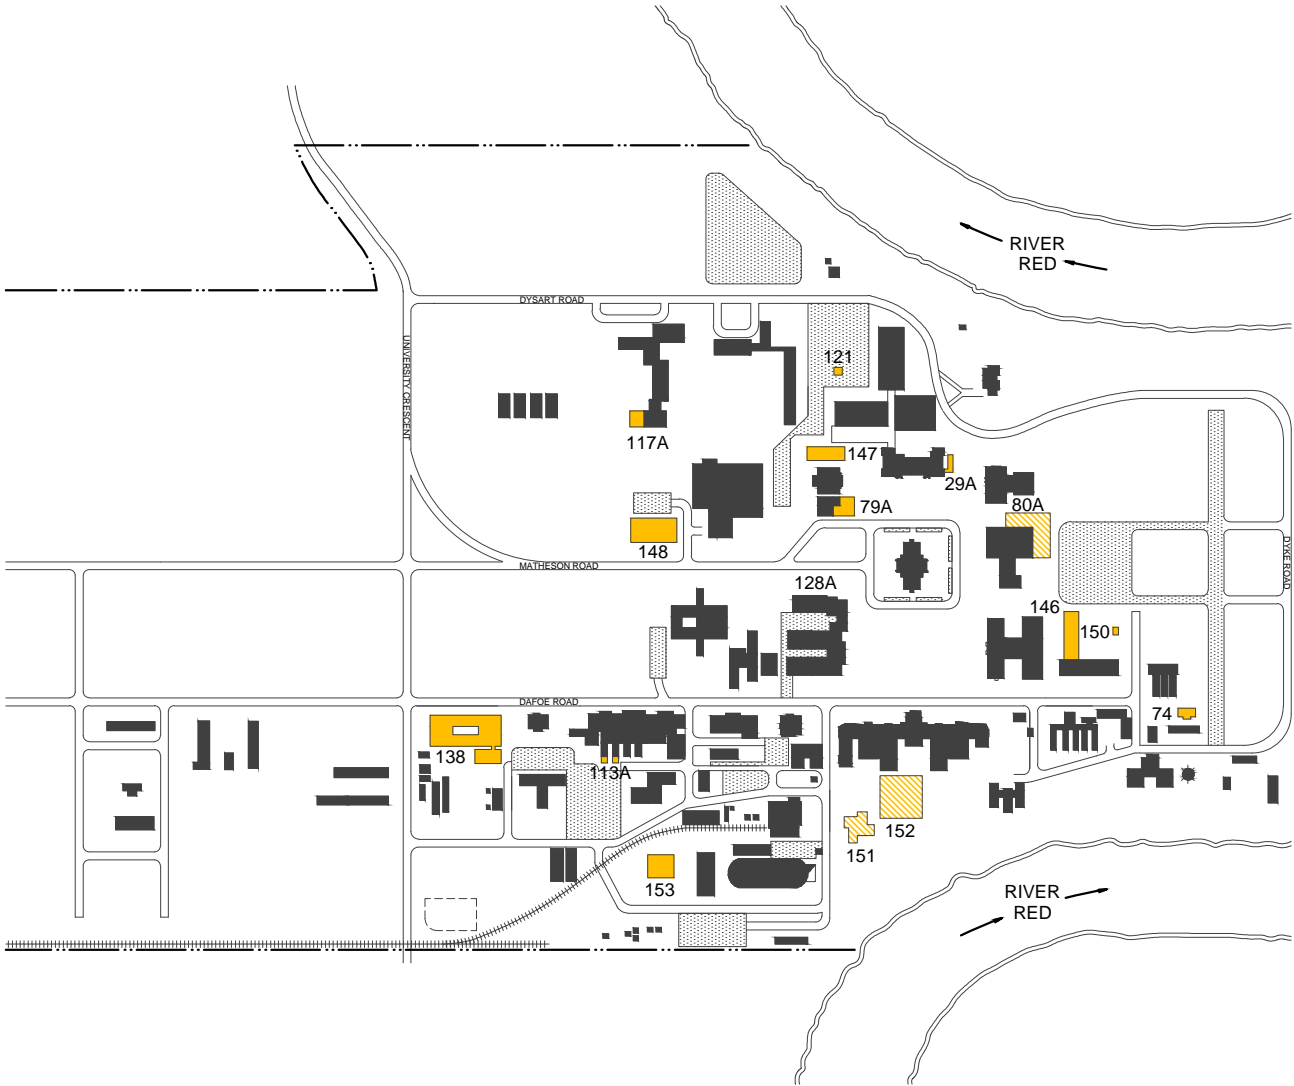 RIVER
RED
DYSART ROAD
UNIVERSITY CRESCENT
121
117A
147
29A
79A
80A
148
MATHESON ROAD
DYKE ROAD
128A
146
150
DAFOE ROAD
74
138
113A
152
151
153
RIVER
RED